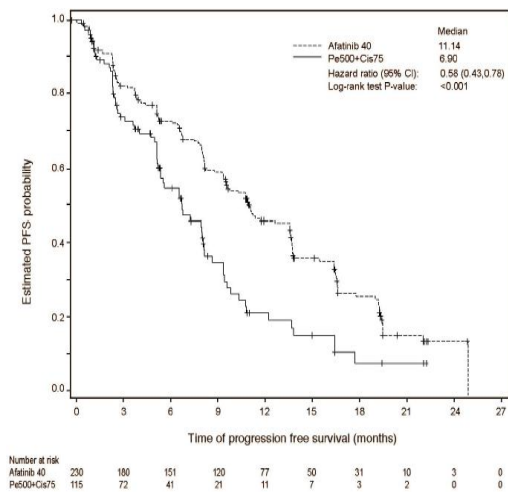 Median
Afatinib 40 11.14
Pe500+Cis75 6.90
Hazard ratio (95% CI): 0.58 (0.43,0.78)
Log-rank test P-value: <0.001
1.0
0.8
0.6
0.4
0.2
0.0
Estimated PFS probability
0 3 6 9 12 15 18 21 24 27
Time of progression free survival (months)
Number at risk
Afatinib 40 230 180 151 120 77 50 31 10 3 0
Pe500+Cis75 115 72 41 21 11 7 3 2 0 0